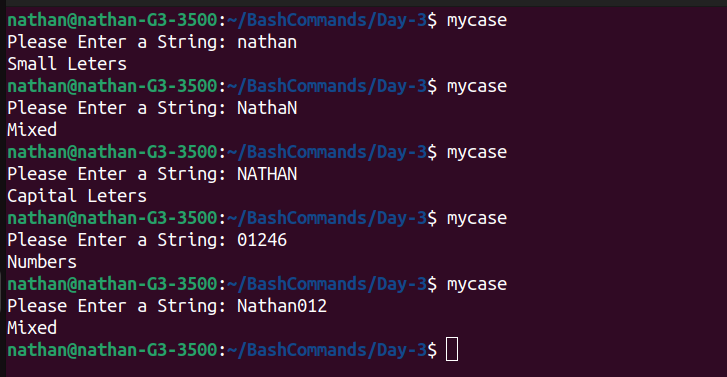 nathan@nathan-G3-3500:~/BashCommands/Day-3$ mycase
Please Enter a String: nathan
Small Leters
nathan@nathan-G3-3500:~/BashCommands/Day-3$ mycase
Please Enter a String: NathaN
Mixed
nathan@nathan-G3-3500:~/BashCommands/Day-3$ mycase
Please Enter a String: NATHAN
Capital Leters
nathan@nathan-G3-3500:~/BashCommands/Day-3$ mycase
Please Enter a String: 01246
Numbers
nathan@nathan-G3-3500:~/BashCommands/Day-3$ mycase
Please Enter a String: Nathan012
Mixed
nathan@nathan-G3-3500:~/BashCommands/Day-3$